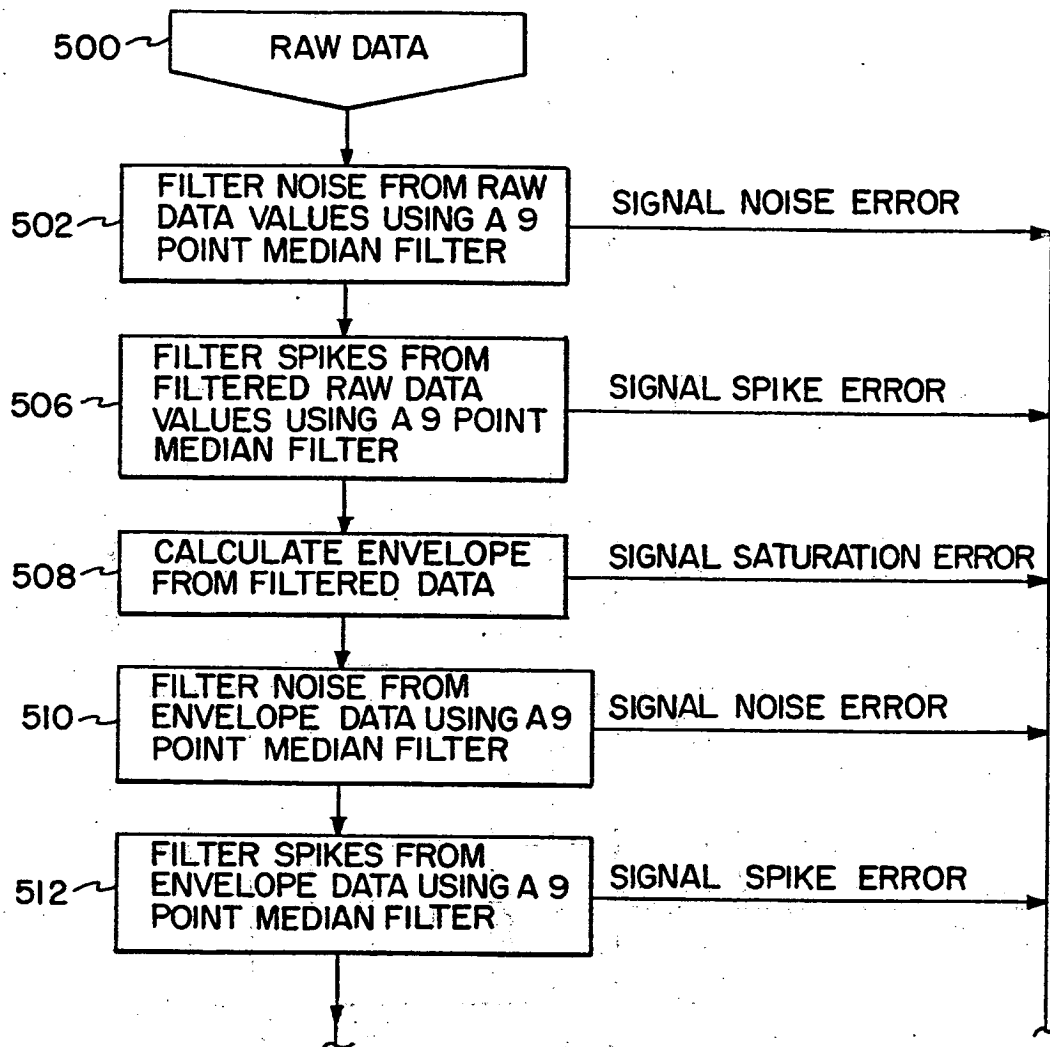 500
RAW DATA
502
FILTER NOISE FROM RAW
DATA VALUES USING A 9
POINT MEDIAN FILTER
SIGNAL NOISE ERROR
506
FILTER SPIKES FROM
FILTERED RAW DATA
VALUES USING A 9 POINT
MEDIAN FILTER
SIGNAL SPIKE ERROR
508
CALCULATE ENVELOPE
FROM FILTERED DATA
SIGNAL SATURATION ERROR
510
FILTER NOISE FROM
ENVELOPE DATA USING A 9
POINT MEDIAN FILTER
SIGNAL NOISE ERROR
512
FILTER SPIKES FROM
ENVELOPE DATA USING A 9
POINT MEDIAN FILTER
SIGNAL SPIKE ERROR